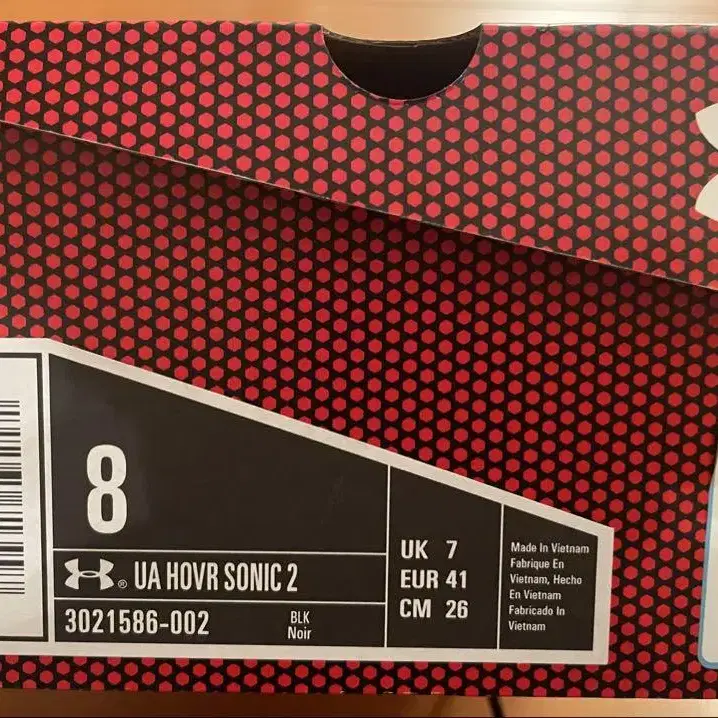 8
® UA HOVR SONIC 2
3021586-002
BLK
Noir
UK 7
EUR 41
CM 26
Made In Vietnam
Fabrique En
Vietnam, Hecho
En Vietnam
Fabricado In
Vietnam